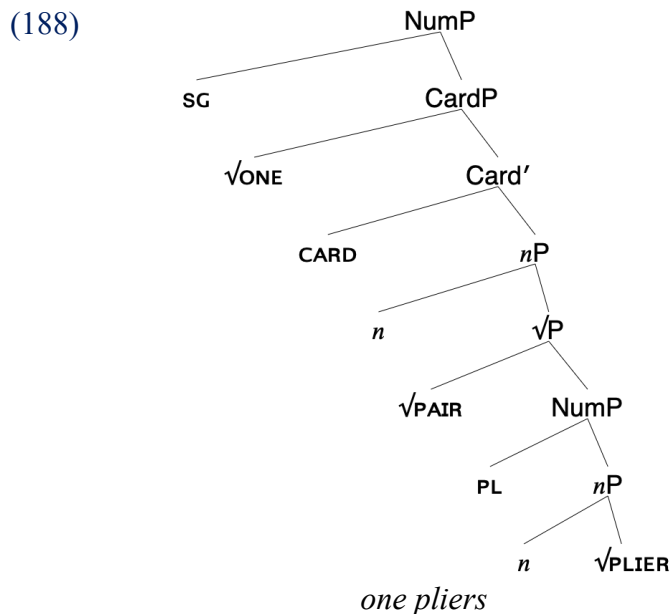 (188)
NumP
SG CardP
√ONE Card′
CARD nP
n √P
√PAIR NumP
PL nP
n √PLIER
one pliers